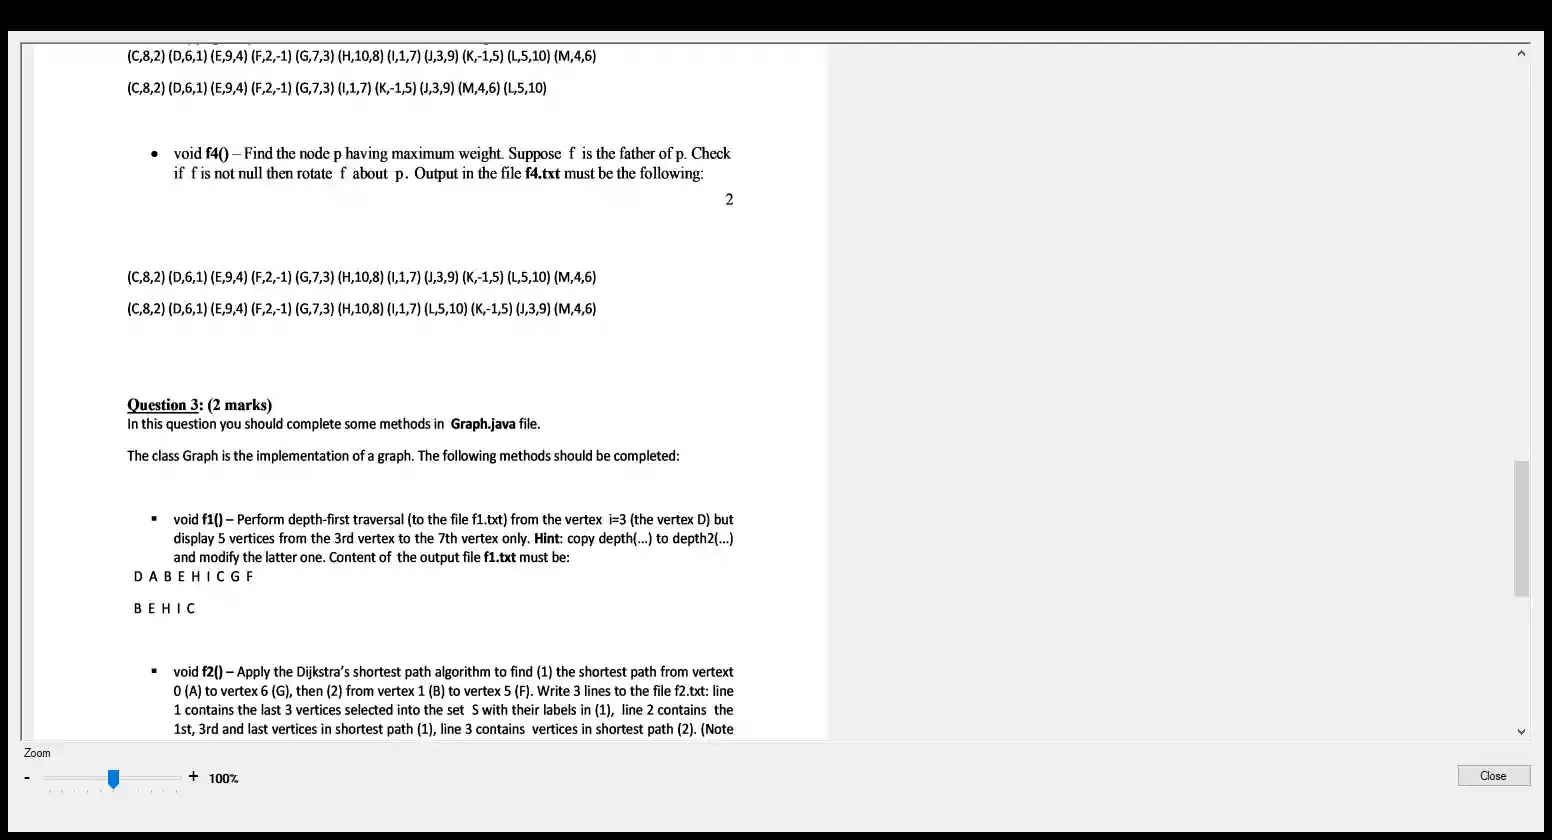 (C,8,2) (D,6,1) (E,9,4) (F,2,-1) (G,7,3) (H,10,8) (I,1,7) (J,3,9) (K,-1,5) (L,5,10) (M,4,6)
(C,8,2) (D,6,1) (E,9,4) (F,2,-1) (G,7,3) (I,1,7) (K,-1,5) (J,3,9) (M,4,6) (L,5,10)
• void f4() – Find the node p having maximum weight. Suppose f is the father of p. Check
if f is not null then rotate f about p. Output in the file f4.txt must be the following:
2
(C,8,2) (D,6,1) (E,9,4) (F,2,-1) (G,7,3) (H,10,8) (I,1,7) (J,3,9) (K,-1,5) (L,5,10) (M,4,6)
(C,8,2) (D,6,1) (E,9,4) (F,2,-1) (G,7,3) (H,10,8) (I,1,7) (L,5,10) (K,-1,5) (J,3,9) (M,4,6)
Question 3: (2 marks)
In this question you should complete some methods in Graph.java file.
The class Graph is the implementation of a graph. The following methods should be completed:
▪ void f1() – Perform depth-first traversal (to the file f1.txt) from the vertex i=3 (the vertex D) but
display 5 vertices from the 3rd vertex to the 7th vertex only. Hint: copy depth(...) to depth2(...)
and modify the latter one. Content of the output file f1.txt must be:
D A B E H I C G F
B E H I C
▪ void f2() – Apply the Dijkstra's shortest path algorithm to find (1) the shortest path from vertext
0 (A) to vertex 6 (G), then (2) from vertex 1 (B) to vertex 5 (F). Write 3 lines to the file f2.txt: line
1 contains the last 3 vertices selected into the set S with their labels in (1), line 2 contains the
1st, 3rd and last vertices in shortest path (1), line 3 contains vertices in shortest path (2). (Note
Zoom
- + 100%
Close